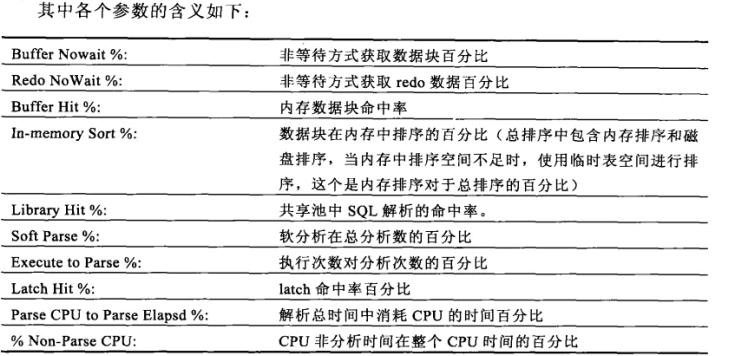 其中各个参数的含义如下：
Buffer Nowait %: 非等待方式获取数据块百分比
Redo NoWait %: 非等待方式获取 redo 数据百分比
Buffer Hit %: 内存数据块命中率
In-memory Sort %: 数据块在内存中排序的百分比（总排序中包含内存排序和磁
盘排序，当内存中排序空间不足时，使用临时表空间进行排
序，这个是内存排序对于总排序的百分比）
Library Hit %: 共享池中 SQL 解析的命中率。
Soft Parse %: 软分析在总分析数的百分比
Execute to Parse %: 执行次数对分析次数的百分比
Latch Hit %: latch 命中率百分比
Parse CPU to Parse Elapsd %: 解析总时间中消耗 CPU 的时间百分比
% Non-Parse CPU: CPU 非分析时间在整个 CPU 时间的百分比